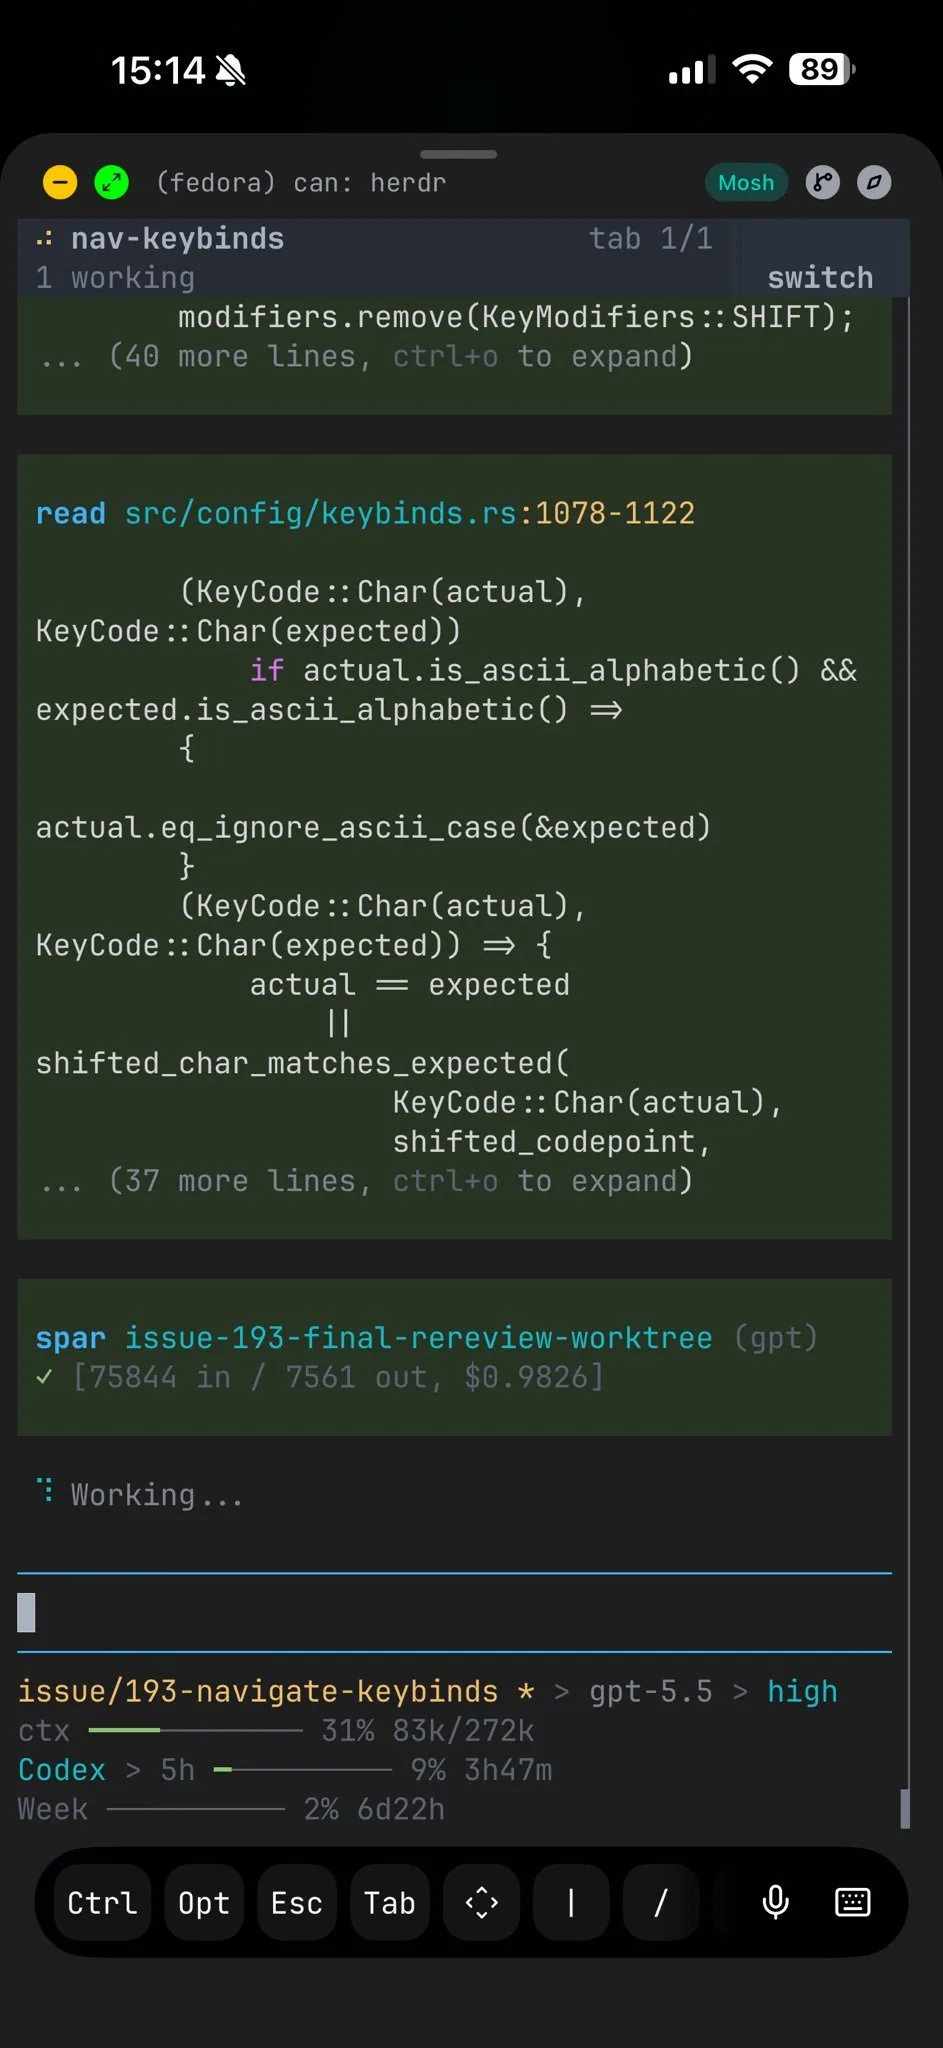 15:14
89
(fedora) can: herdr
Mosh
nav-keybinds tab 1/1
1 working switch
modifiers.remove(KeyModifiers::SHIFT);
... (40 more lines, ctrl+o to expand)
read src/config/keybinds.rs:1078-1122
(KeyCode::Char(actual),
KeyCode::Char(expected))
if actual.is_ascii_alphabetic() &&
expected.is_ascii_alphabetic() =>
{
actual.eq_ignore_ascii_case(&expected)
}
(KeyCode::Char(actual),
KeyCode::Char(expected)) => {
actual == expected
||
shifted_char_matches_expected(
KeyCode::Char(actual),
shifted_codepoint,
... (37 more lines, ctrl+o to expand)
spar issue-193-final-rereview-worktree (gpt)
✓ [75844 in / 7561 out, $0.9826]
Working...
issue/193-navigate-keybinds * > gpt-5.5 > high
ctx 31% 83k/272k
Codex > 5h 9% 3h47m
Week 2% 6d22h
Ctrl Opt Esc Tab | /